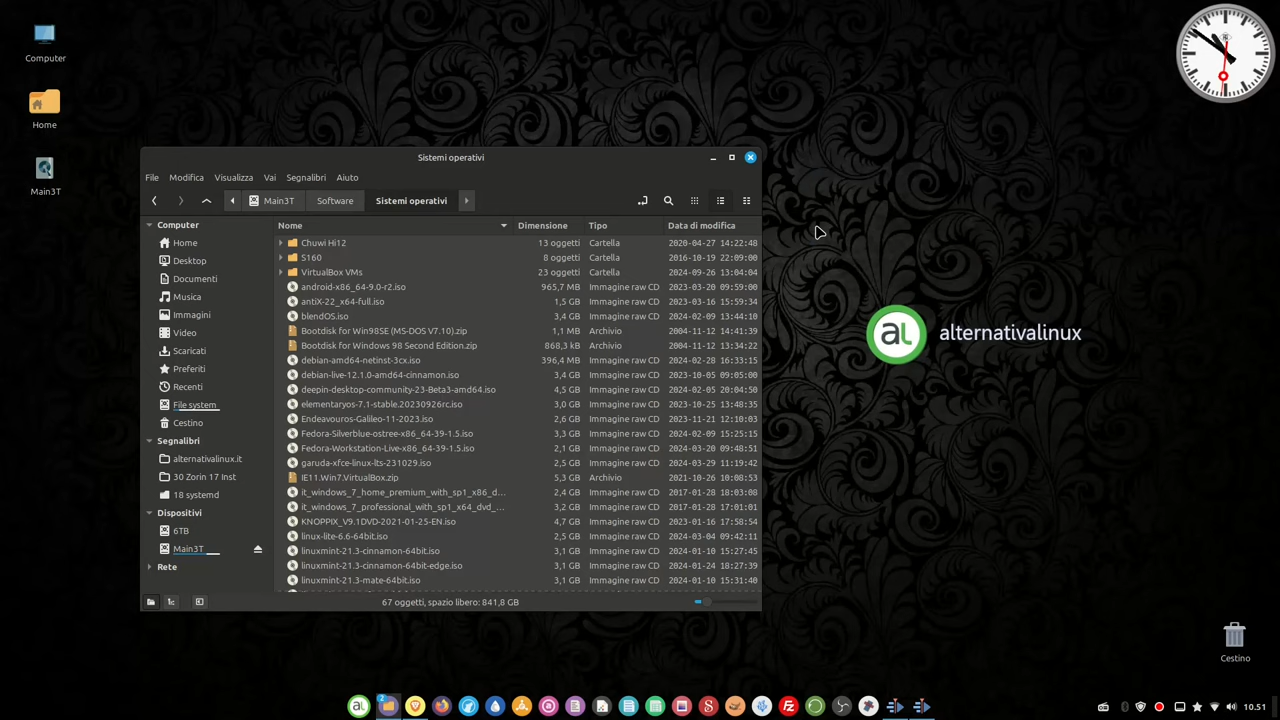 Computer
Home
Main3T
Sistemi operativi
File Modifica Visualizza Vai Segnalibri Aiuto
Main3T Software Sistemi operativi
Computer
Home
Desktop
Documenti
Musica
Immagini
Video
Scaricati
Preferiti
Recenti
File system
Cestino
Segnalibri
alternativalinux.it
30 Zorin 17 Inst
18 systemd
Dispositivi
6TB
Main3T
Rete
Nome Dimensione Tipo Data di modifica
Chuwi Hi12 13 oggetti Cartella 2020-04-27 14:22:48
S160 8 oggetti Cartella 2016-10-19 22:09:00
VirtualBox VMs 23 oggetti Cartella 2024-09-26 13:04:04
android-x86_64-9.0-r2.iso 965,7 MB Immagine raw CD 2023-03-20 09:59:00
antiX-22_x64-full.iso 1,5 GB Immagine raw CD 2023-03-16 15:59:34
blendOS.iso 3,4 GB Immagine raw CD 2024-02-09 13:44:10
Bootdisk for Win98SE (MS-DOS V7.10).zip 1,1 MB Archivio 2004-11-12 14:41:39
Bootdisk for Windows 98 Second Edition.zip 868,3 kB Archivio 2004-11-12 13:34:22
debian-amd64-netinst-3cx.iso 396,4 MB Immagine raw CD 2024-02-28 16:33:15
debian-live-12.1.0-amd64-cinnamon.iso 3,4 GB Immagine raw CD 2023-10-05 09:05:00
deepin-desktop-community-23-Beta3-amd64.iso 4,5 GB Immagine raw CD 2024-02-05 20:04:50
elementaryos-7.1-stable.20230926rc.iso 3,0 GB Immagine raw CD 2023-10-25 13:48:35
Endeavouros-Galileo-11-2023.iso 2,6 GB Immagine raw CD 2023-11-21 12:10:03
Fedora-Silverblue-ostree-x86_64-39-1.5.iso 3,3 GB Immagine raw CD 2024-02-09 15:25:15
Fedora-Workstation-Live-x86_64-39-1.5.iso 2,1 GB Immagine raw CD 2024-03-20 09:48:51
garuda-xfce-linux-lts-231029.iso 2,5 GB Immagine raw CD 2024-03-29 11:19:42
IE11.Win7.VirtualBox.zip 5,3 GB Archivio 2021-10-26 10:08:53
it_windows_7_home_premium_with_sp1_x86_d... 2,4 GB Immagine raw CD 2017-01-28 18:03:08
it_windows_7_professional_with_sp1_x64_dvd_... 3,2 GB Immagine raw CD 2017-01-28 17:01:01
KNOPPIX_V9.1DVD-2021-01-25-EN.iso 4,7 GB Immagine raw CD 2023-01-16 17:58:54
linux-lite-6.6-64bit.iso 2,5 GB Immagine raw CD 2024-03-04 09:42:11
linuxmint-21.3-cinnamon-64bit.iso 3,1 GB Immagine raw CD 2024-01-10 15:27:45
linuxmint-21.3-cinnamon-64bit-edge.iso 3,1 GB Immagine raw CD 2024-01-24 18:27:39
linuxmint-21.3-mate-64bit.iso 3,1 GB Immagine raw CD 2024-01-10 15:31:40
67 oggetti, spazio libero: 841,8 GB
al alternativalinux
Cestino
10.51